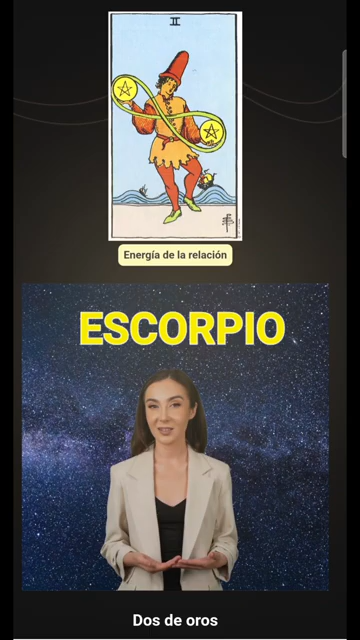 II
Energía de la relación
ESCORPIO
Dos de oros